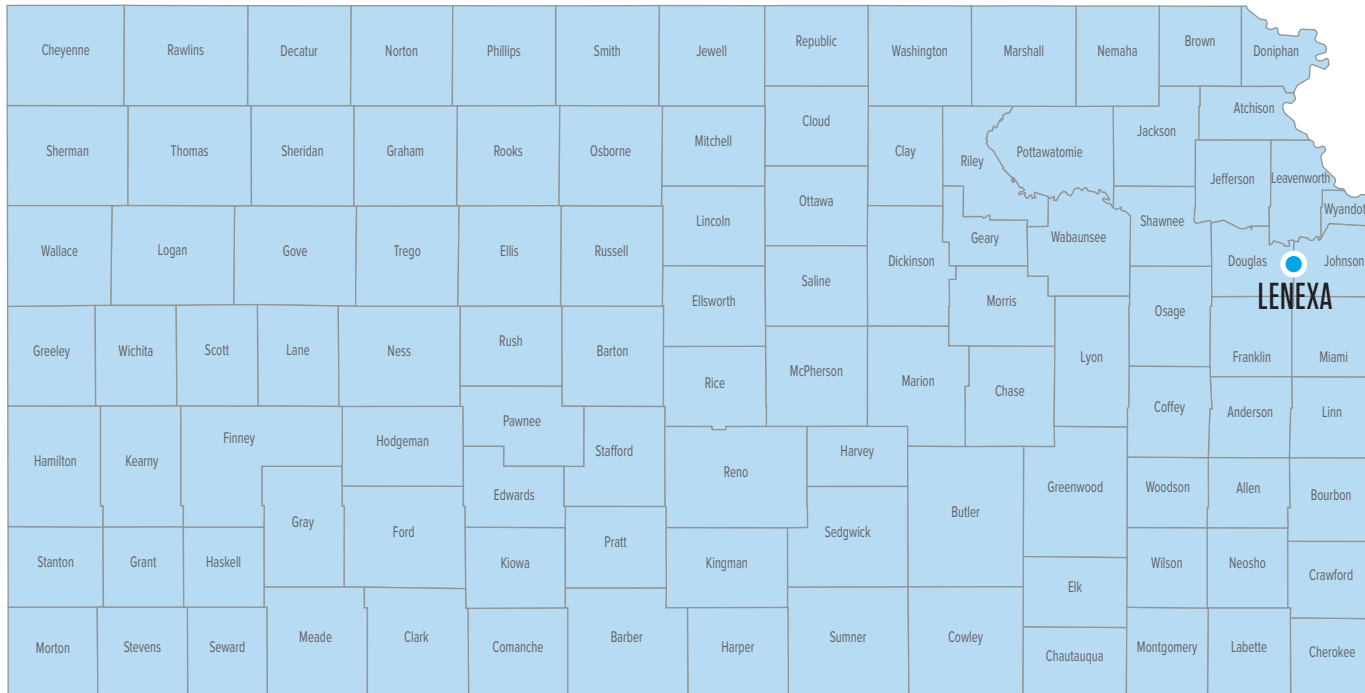 Cheyenne
Rawlins
Decatur
Norton
Phillips
Smith
Jewell
Republic
Washington
Marshall
Nemaha
Brown
Doniphan
Sherman
Thomas
Sheridan
Graham
Rooks
Osborne
Mitchell
Cloud
Clay
Riley
Pottawatomie
Jackson
Atchison
Jefferson
Leavenworth
Wyandot
Wallace
Logan
Gove
Trego
Ellis
Russell
Lincoln
Ottawa
Dickinson
Geary
Wabaunsee
Shawnee
Douglas
Johnson
LENEXA
Ellsworth
Saline
Morris
Osage
Greeley
Wichita
Scott
Lane
Ness
Rush
Barton
Rice
McPherson
Marion
Chase
Lyon
Franklin
Miami
Hamilton
Kearny
Finney
Hodgeman
Pawnee
Stafford
Reno
Harvey
Coffey
Anderson
Linn
Gray
Ford
Edwards
Sedgwick
Butler
Greenwood
Woodson
Allen
Bourbon
Stanton
Grant
Haskell
Kiowa
Pratt
Kingman
Elk
Wilson
Neosho
Crawford
Morton
Stevens
Seward
Meade
Clark
Comanche
Barber
Harper
Sumner
Cowley
Chautauqua
Montgomery
Labette
Cherokee